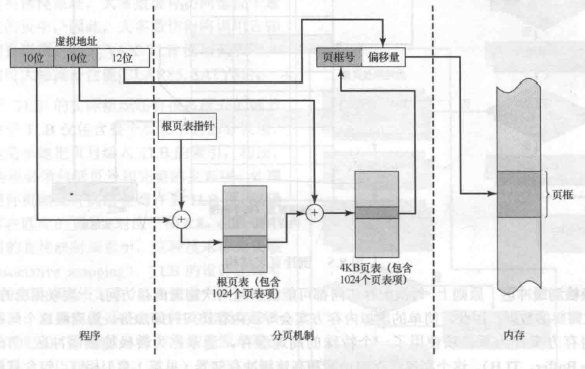 虚拟地址
10位 10位 12位
页框号 偏移量
根页表指针
页框
根页表（包含
1024个页表项）
4KB页表（包含
1024个页表项）
程序
分页机制
内存